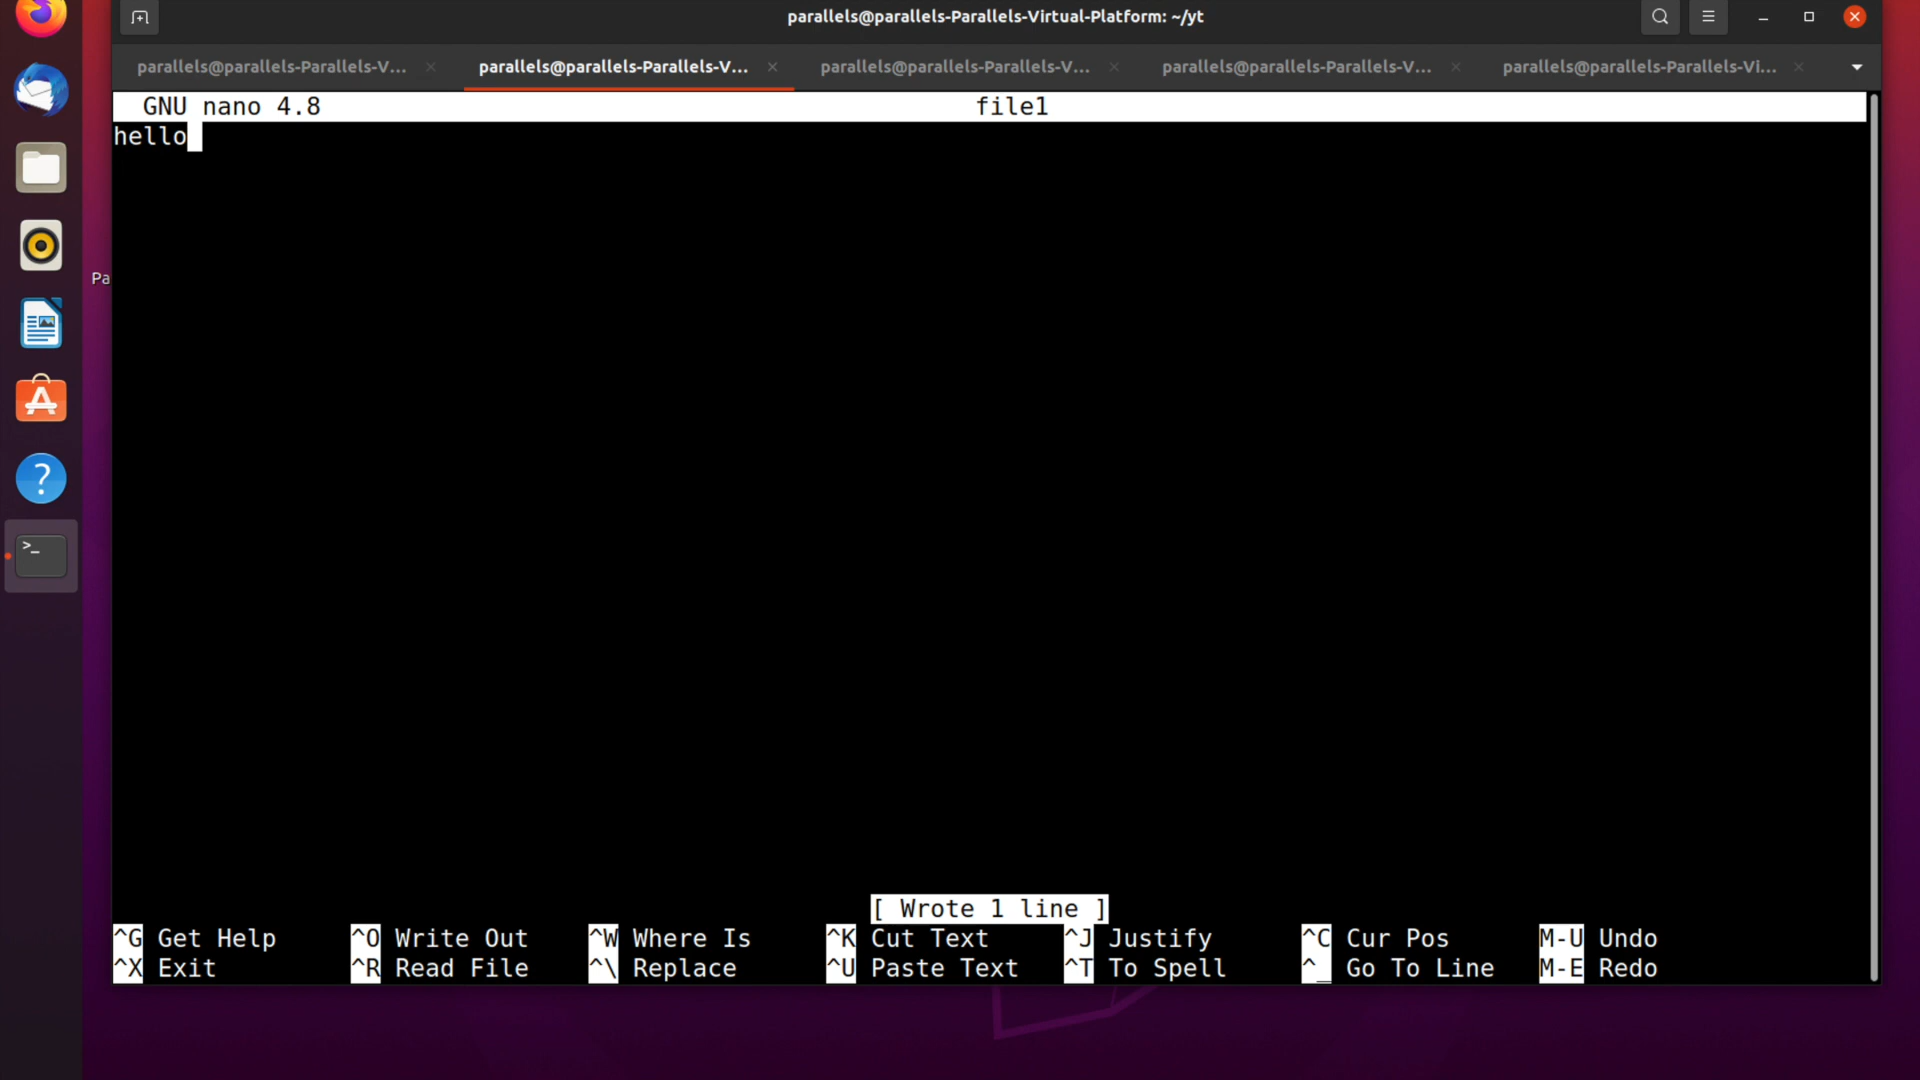 parallels@parallels-Parallels-Virtual-Platform: ~/yt
parallels@parallels-Parallels-V... parallels@parallels-Parallels-V... parallels@parallels-Parallels-V... parallels@parallels-Parallels-V... parallels@parallels-Parallels-Vi...
GNU nano 4.8 file1
hello
Pa
[ Wrote 1 line ]
^G Get Help ^O Write Out ^W Where Is ^K Cut Text ^J Justify ^C Cur Pos M-U Undo
^X Exit ^R Read File ^\ Replace ^U Paste Text ^T To Spell ^_ Go To Line M-E Redo